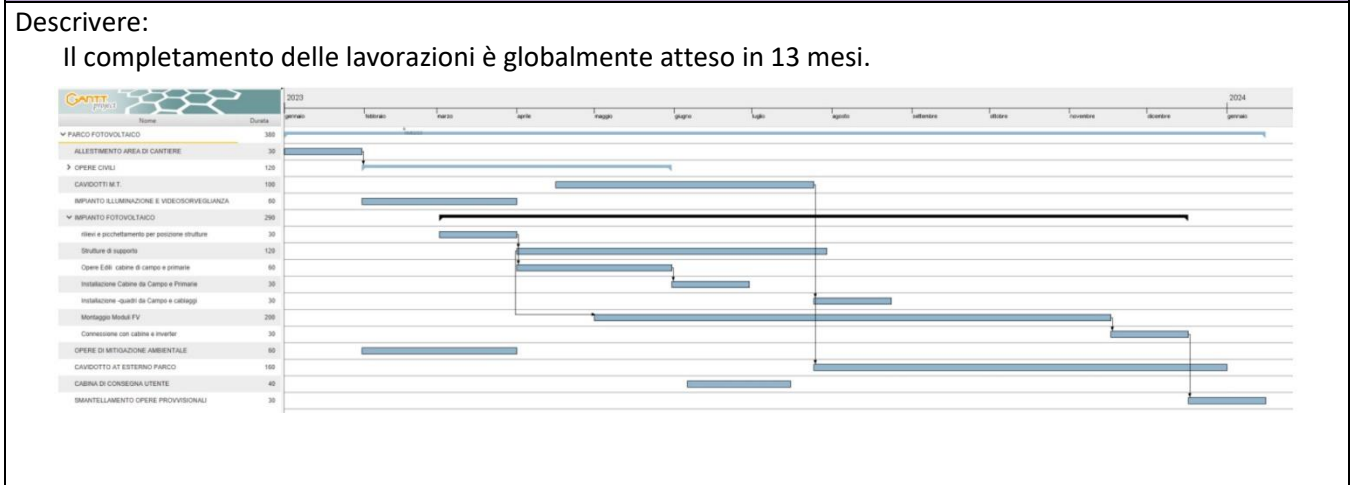 Descrivere:
Il completamento delle lavorazioni è globalmente atteso in 13 mesi.
GANTT project
2023
2024
Nome
Durata
gennaio
febbraio
marzo
aprile
maggio
giugno
luglio
agosto
settembre
ottobre
novembre
dicembre
gennaio
PARCO FOTOVOLTAICO 380
ALLESTIMENTO AREA DI CANTIERE 30
OPERE CIVILI 120
CAVIDOTTI M.T. 100
IMPIANTO ILLUMINAZIONE E VIDEOSORVEGLIANZA 60
IMPIANTO FOTOVOLTAICO 290
rilievi e picchettamento per posizione strutture 30
Strutture di supporto 120
Opere Edili cabine di campo e primarie 60
Installazione Cabine da Campo e Primarie 30
Installazione -quadri da Campo e cablaggi 30
Montaggio Moduli FV 200
Connessione con cabine e inverter 30
OPERE DI MITIGAZIONE AMBIENTALE 60
CAVIDOTTO AT ESTERNO PARCO 160
CABINA DI CONSEGNA UTENTE 40
SMANTELLAMENTO OPERE PROVVISIONALI 30